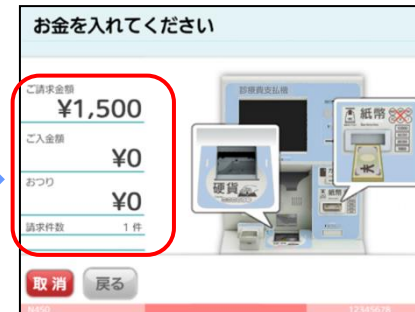 お金を入れてください
ご請求金額
¥1,500
ご入金額
¥0
おつり
¥0
請求件数 1件
診療費支払機
硬貨
紙幣
紙幣
取消
戻る
N450 12345678